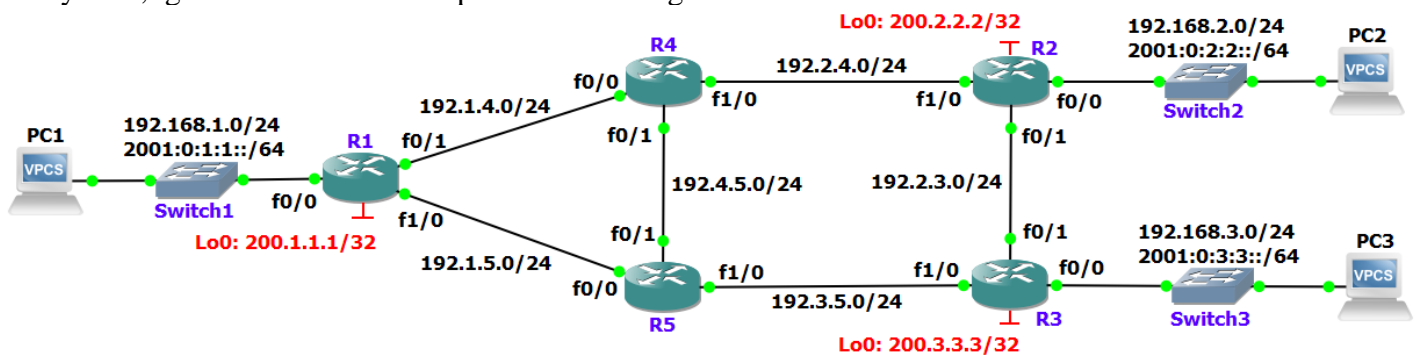 Lo0: 200.2.2.2/32
192.168.2.0/24
2001:0:2:2::/64
PC2
VPCS
R4
R2
192.2.4.0/24
f0/0
f1/0
f1/0
f0/0
Switch2
192.1.4.0/24
f0/1
f0/1
PC1
192.168.1.0/24
2001:0:1:1::/64
R1
f0/1
VPCS
192.4.5.0/24
192.2.3.0/24
Switch1
f0/0
f1/0
Lo0: 200.1.1.1/32
192.1.5.0/24
f0/1
f0/1
192.168.3.0/24
2001:0:3:3::/64
PC3
VPCS
f0/0
f1/0
f1/0
f0/0
192.3.5.0/24
R5
R3
Switch3
Lo0: 200.3.3.3/32